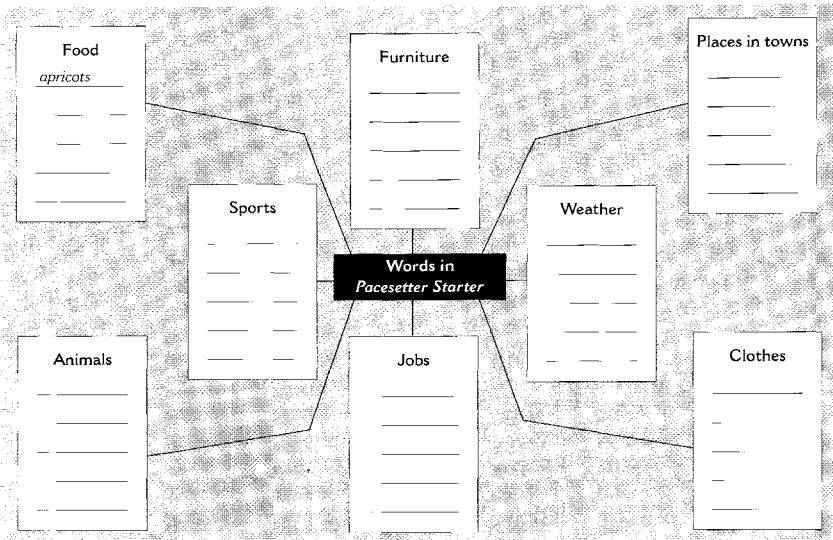 Food
apricots
Furniture
Places in towns
Sports
Weather
Words in
Pacesetter Starter
Animals
Jobs
Clothes